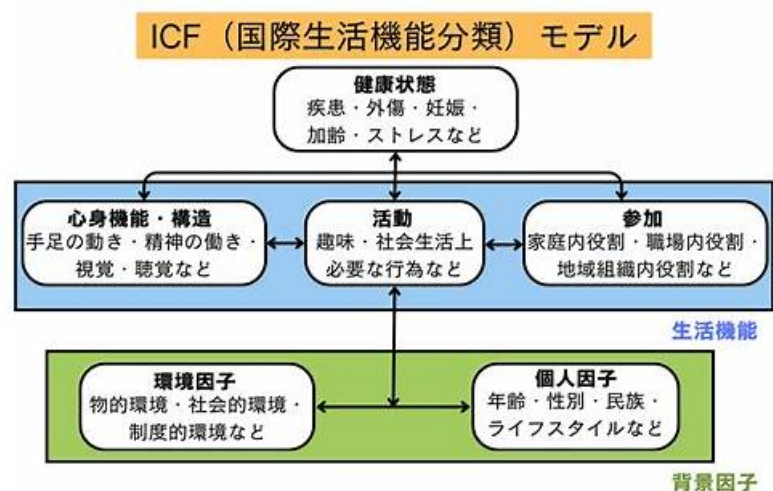 ICF（国際生活機能分類）モデル
健康状態
疾患・外傷・妊娠・
加齢・ストレスなど
心身機能・構造
手足の動き・精神の働き・
視覚・聴覚など
活動
趣味・社会生活上
必要な行為など
参加
家庭内役割・職場内役割・
地域組織内役割など
生活機能
環境因子
物的環境・社会的環境・
制度的環境など
個人因子
年齢・性別・民族・
ライフスタイルなど
背景因子